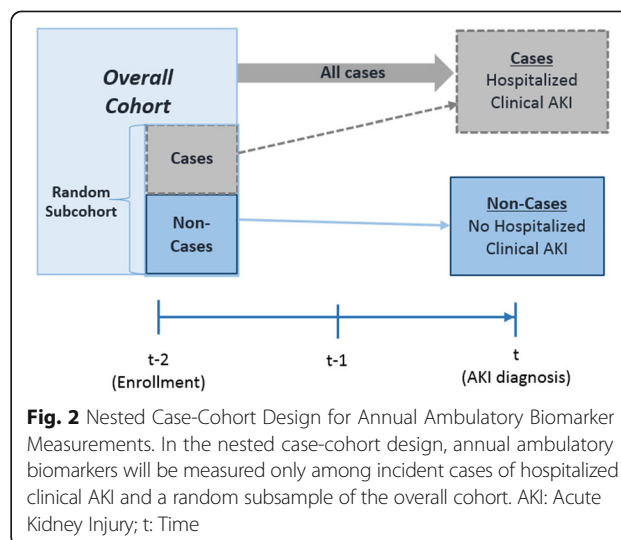 Overall
Cohort
All cases
Cases
Hospitalized
Clinical AKI
Random
Subcohort
Cases
Non-
Cases
Non-Cases
No Hospitalized
Clinical AKI
t-2
(Enrollment)
t-1
t
(AKI diagnosis)
Fig. 2 Nested Case-Cohort Design for Annual Ambulatory Biomarker
Measurements. In the nested case-cohort design, annual ambulatory
biomarkers will be measured only among incident cases of hospitalized
clinical AKI and a random subsample of the overall cohort. AKI: Acute
Kidney Injury; t: Time